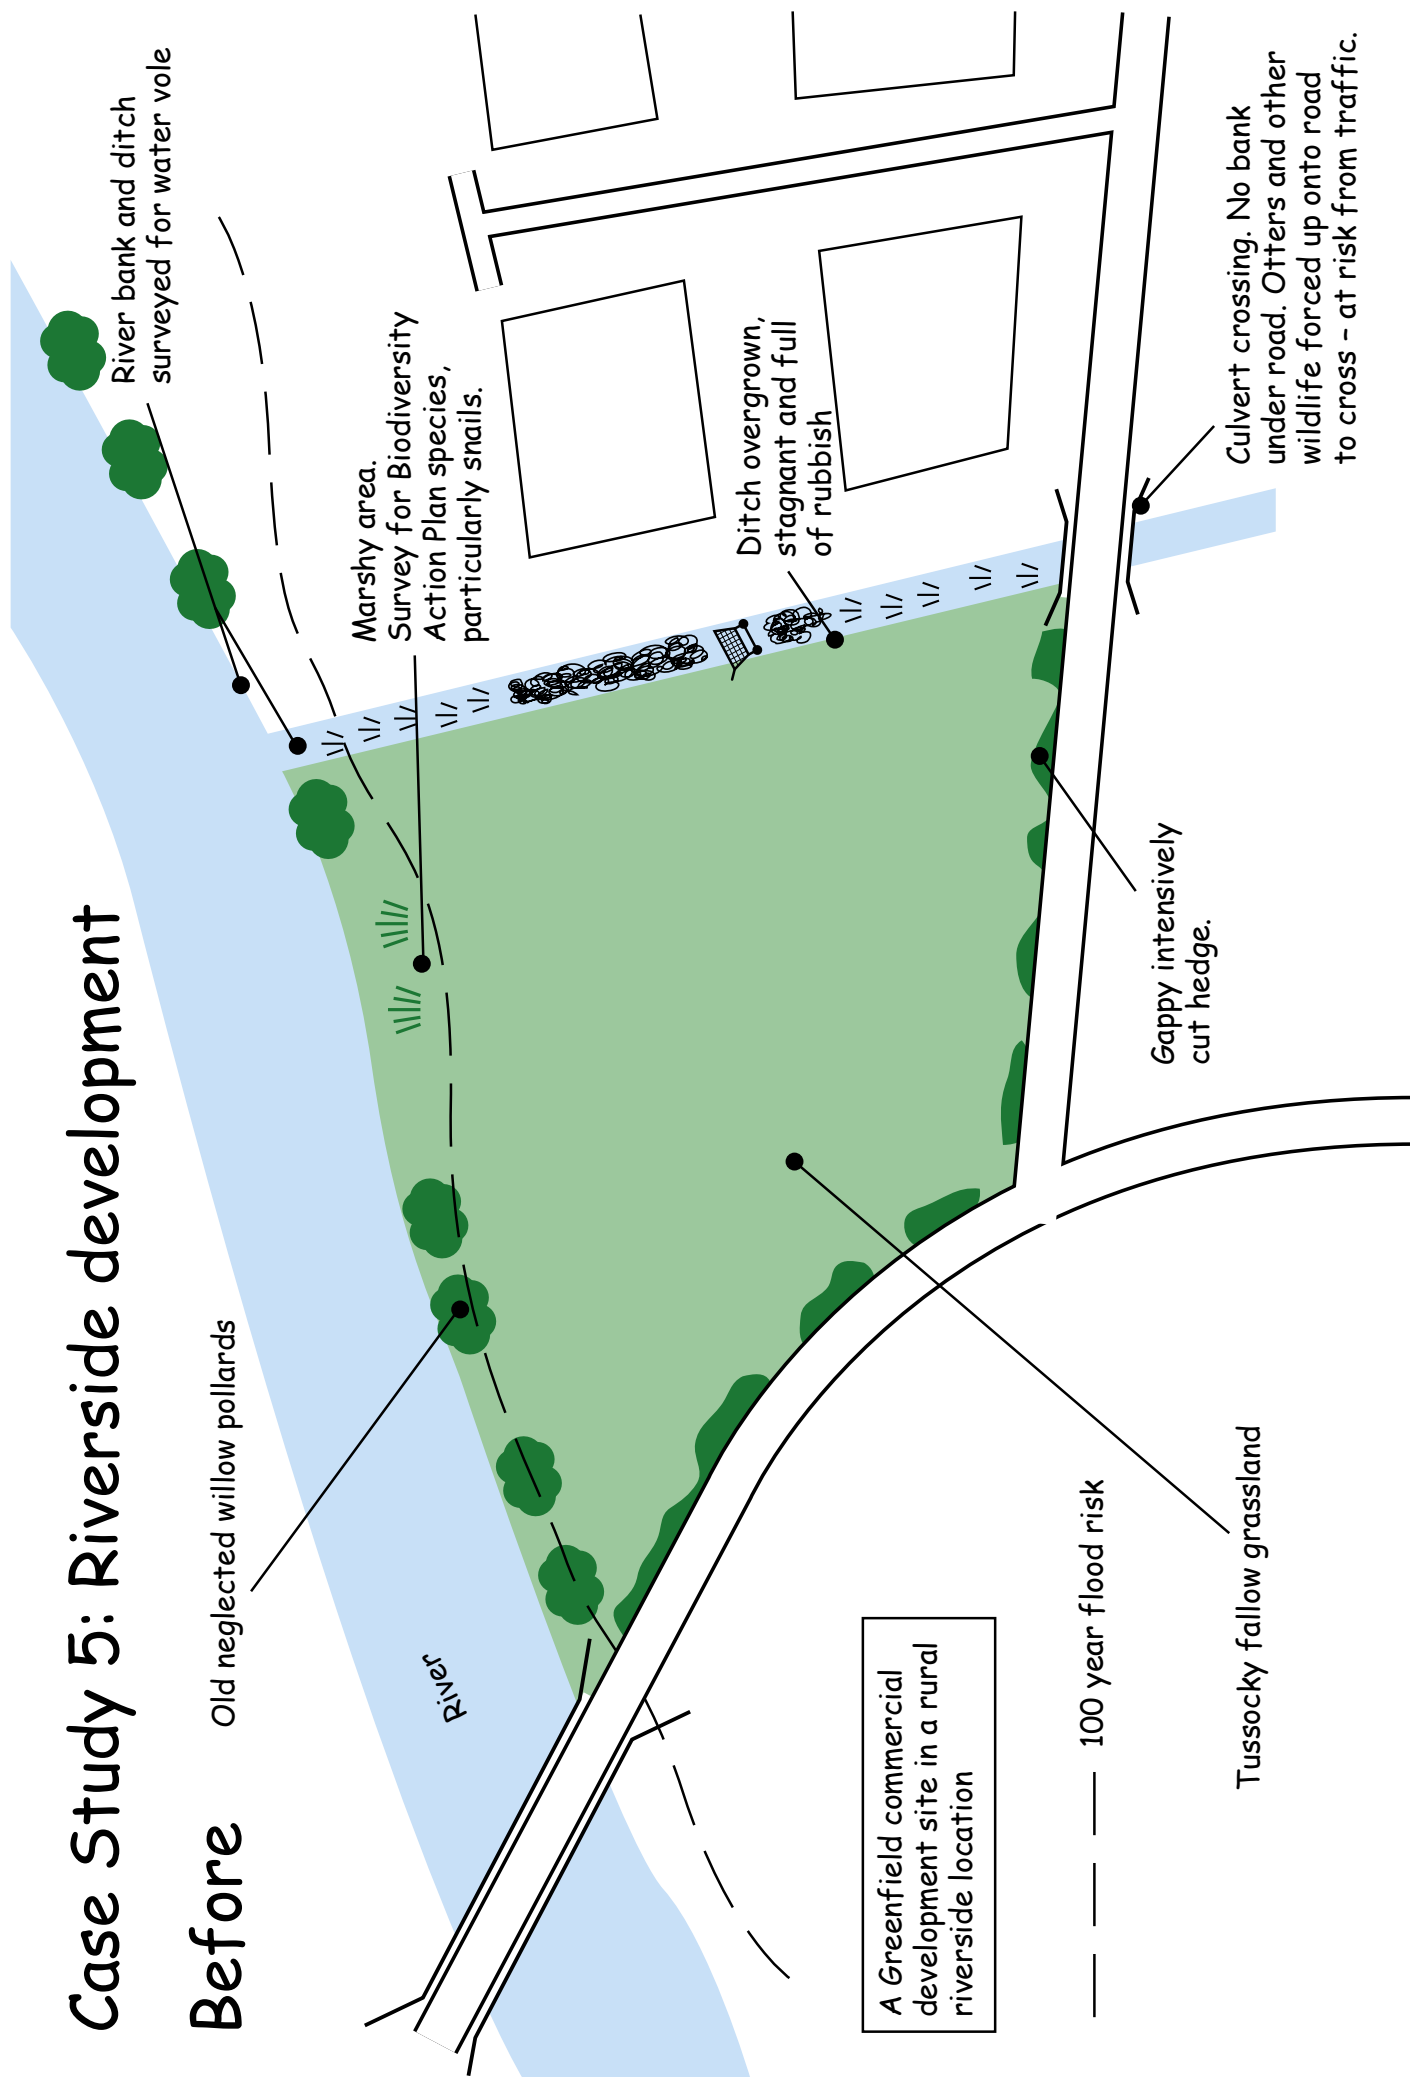 Case Study 5: Riverside development
Before
Old neglected willow pollards
River bank and ditch
surveyed for water vole
Marshy area.
Survey for Biodiversity
Action Plan species,
particularly snails.
River
Ditch overgrown,
stagnant and full
of rubbish
A Greenfield commercial
development site in a rural
riverside location
100 year flood risk
Tussocky fallow grassland
Gappy intensively
cut hedge.
Culvert crossing. No bank
under road. Otters and other
wildlife forced up onto road
to cross - at risk from traffic.